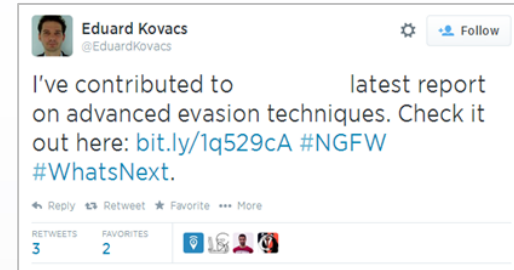 Eduard Kovacs
@EduardKovacs
Follow
I've contributed to latest report
on advanced evasion techniques. Check it
out here: bit.ly/1q529cA #NGFW
#WhatsNext.
Reply Retweet Favorite More
RETWEETS FAVORITES
3 2